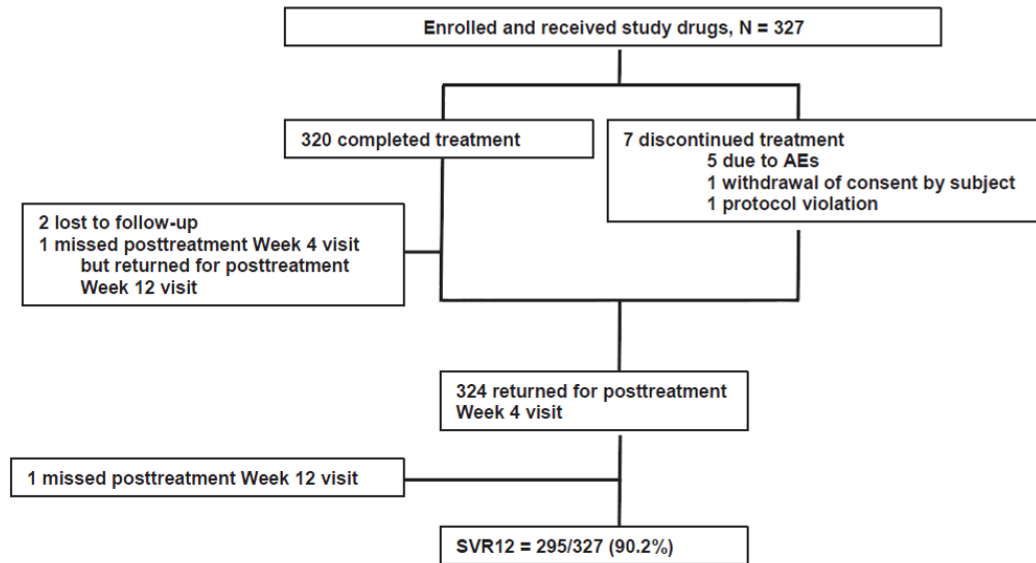 Enrolled and received study drugs, N = 327
320 completed treatment
7 discontinued treatment
5 due to AEs
1 withdrawal of consent by subject
1 protocol violation
2 lost to follow-up
1 missed posttreatment Week 4 visit
but returned for posttreatment
Week 12 visit
324 returned for posttreatment
Week 4 visit
1 missed posttreatment Week 12 visit
SVR12 = 295/327 (90.2%)